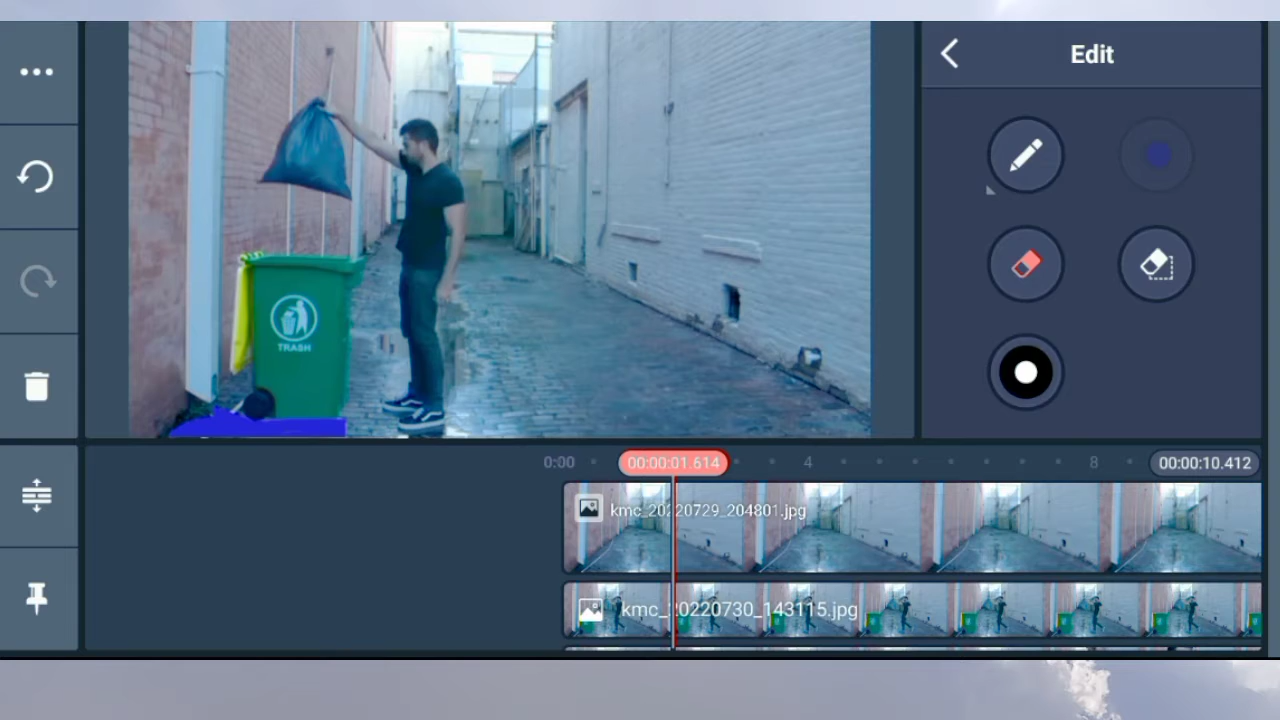 Edit
TRASH
0:00
00:00:01.614
4
8
00:00:10.412
kmc_20220729_204801.jpg
kmc_20220730_143115.jpg